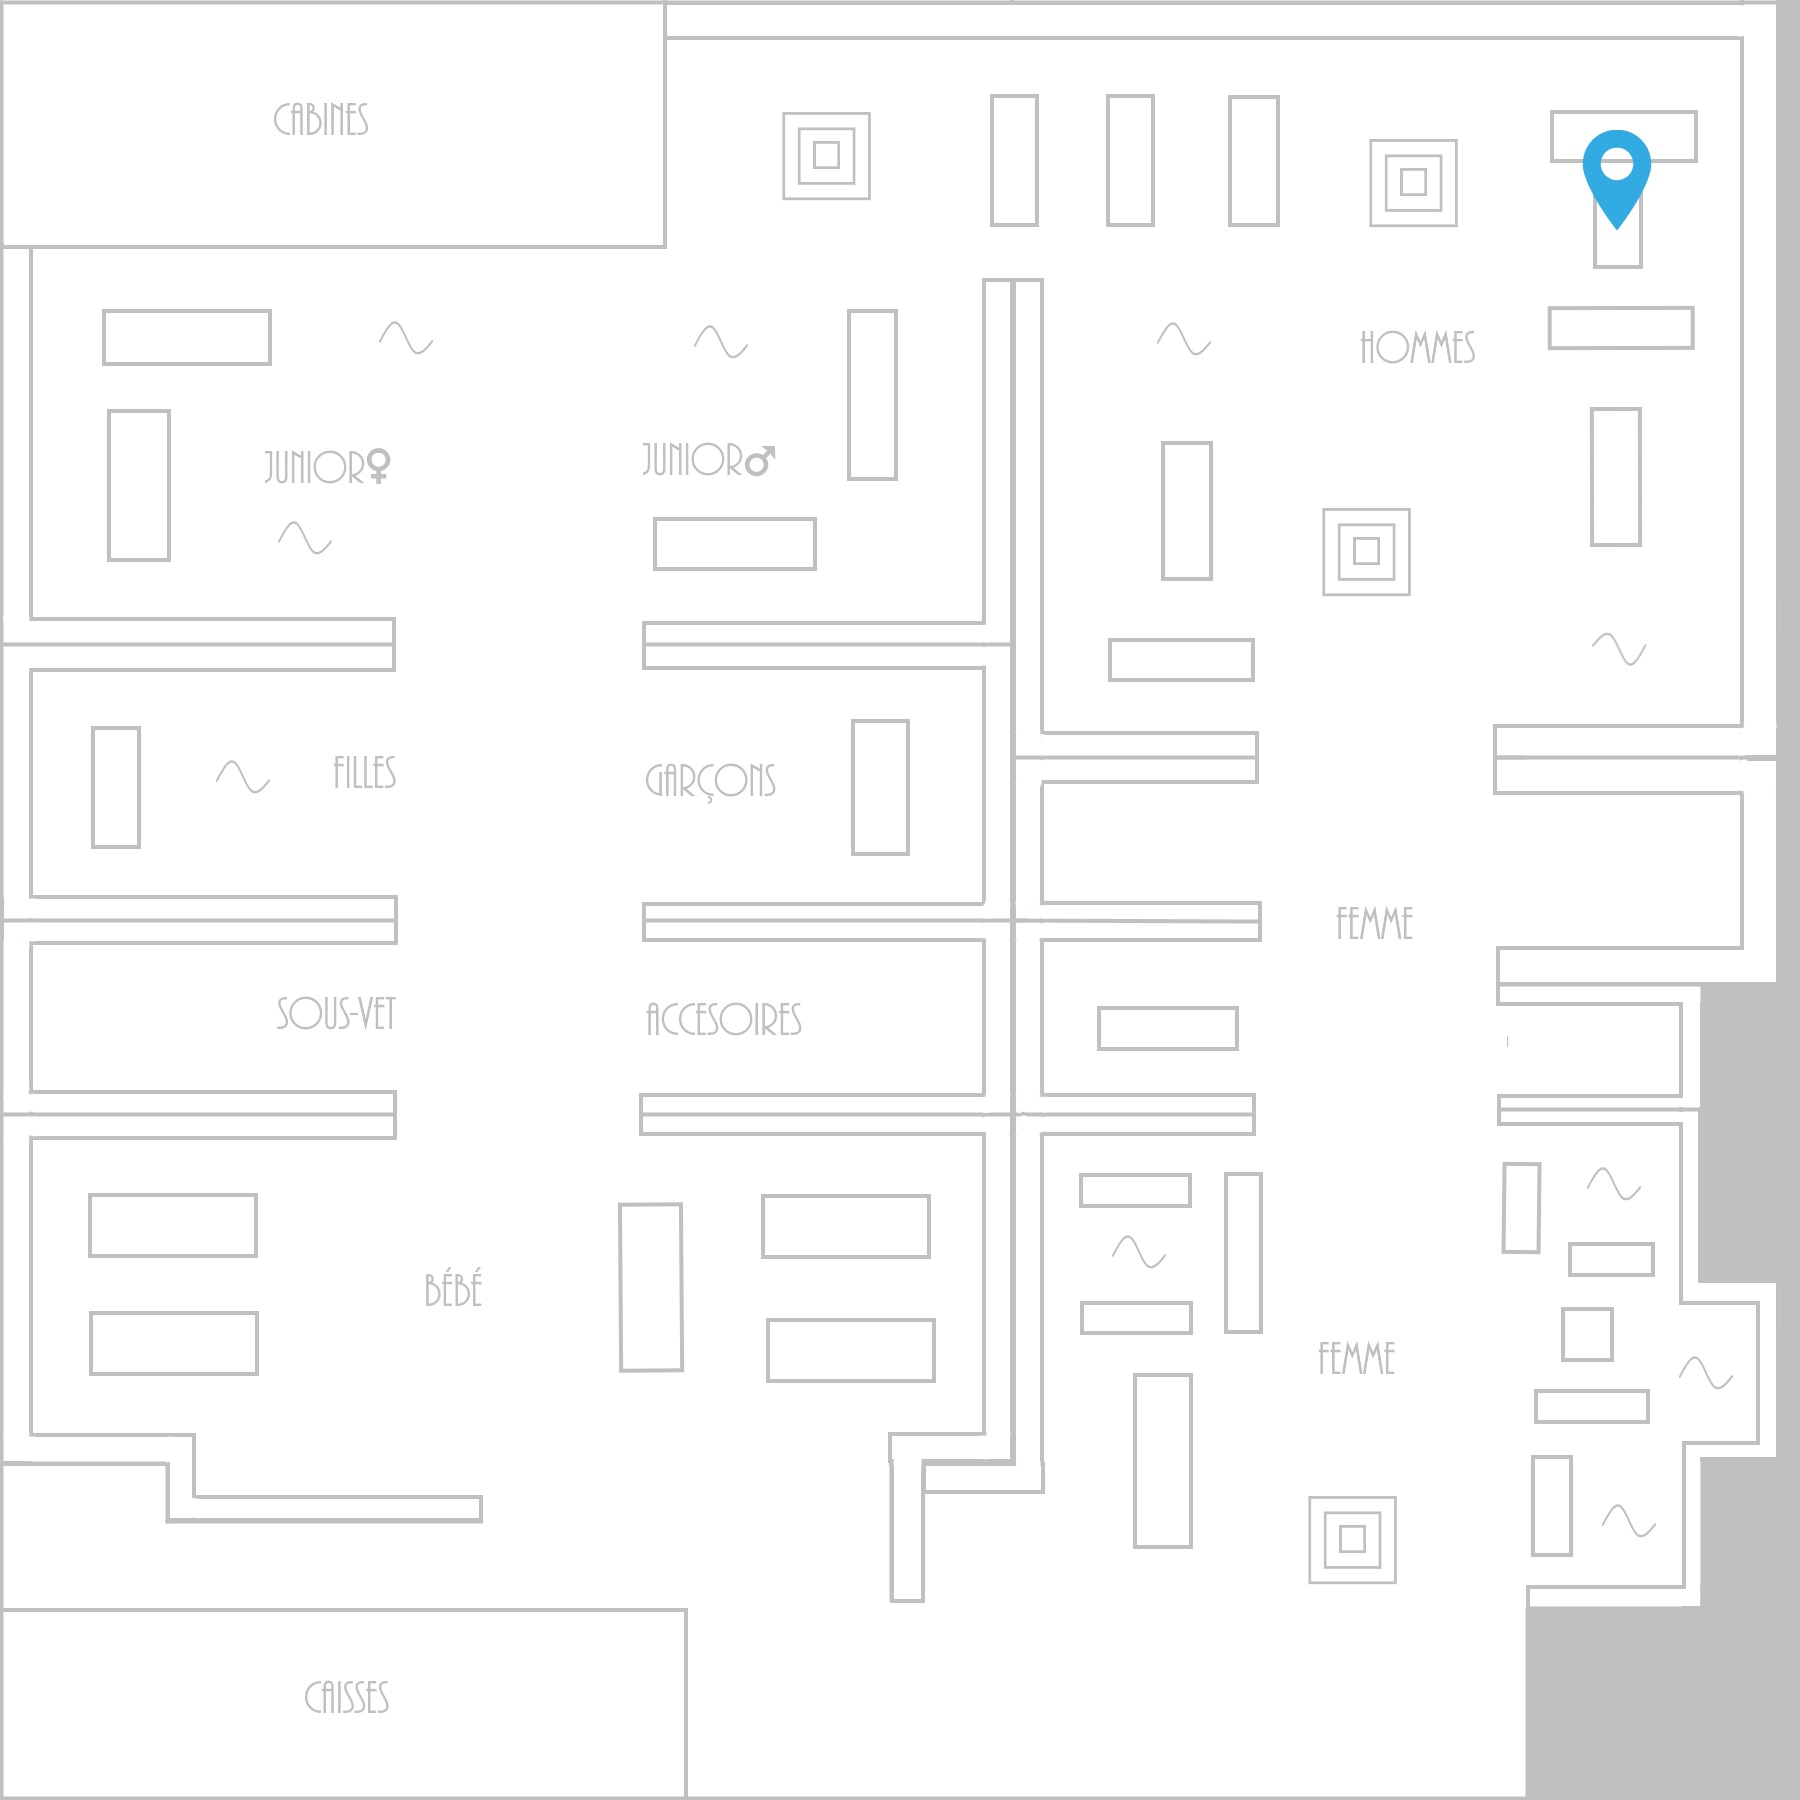 CABINES
HOMMES
JUNIOR♀
JUNIOR♂
FILLES
GARÇONS
FEMME
SOUS-VET
ACCESOIRES
BÉBÉ
FEMME
CAISSES